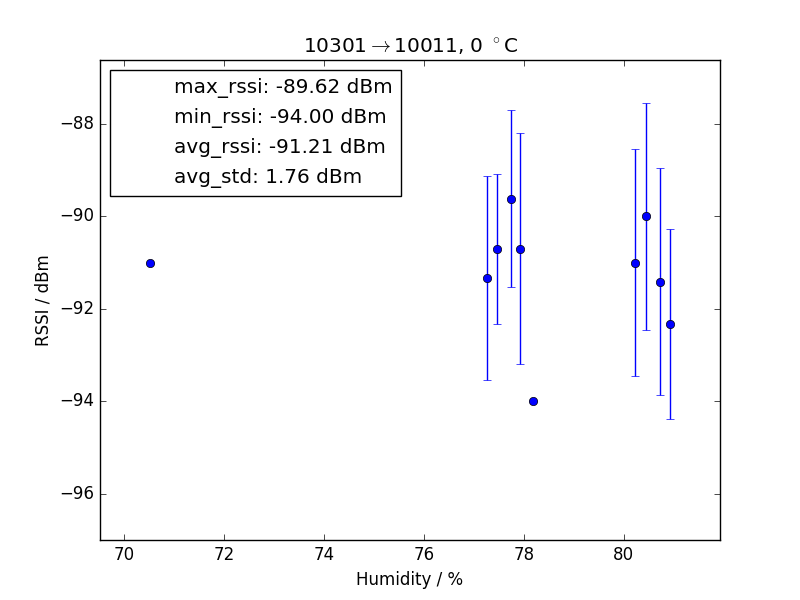 10301→10011, 0 °C
max_rssi: -89.62 dBm
min_rssi: -94.00 dBm
avg_rssi: -91.21 dBm
avg_std: 1.76 dBm
RSSI / dBm
−88
−90
−92
−94
−96
70 72 74 76 78 80
Humidity / %